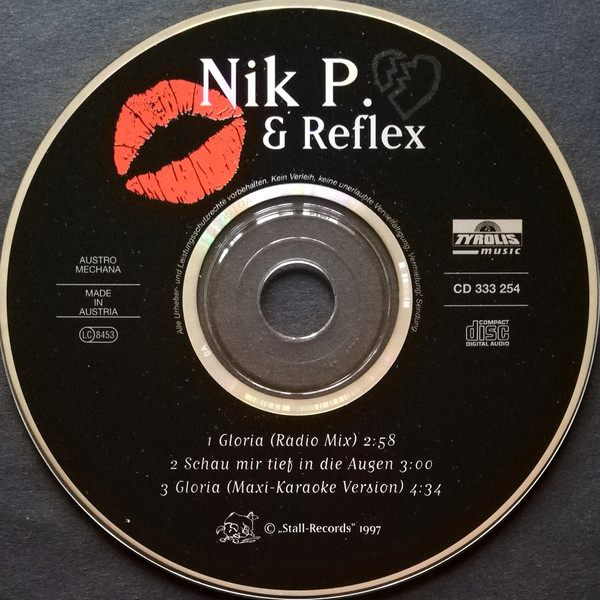 Nik P.
& Reflex
Alle Urheber- und Leistungsschutzrechte vorbehalten. Kein Verleih, keine unerlaubte Vervielfältigung, Vermietung, Sendung.
AUSTRO
MECHANA
MADE
IN
AUSTRIA
LC 8453
TYROLIS
music
CD 333 254
COMPACT
disc
DIGITAL AUDIO
1 Gloria (Radio Mix) 2:58
2 Schau mir tief in die Augen 3:00
3 Gloria (Maxi-Karaoke Version) 4:34
© „Stall-Records" 1997